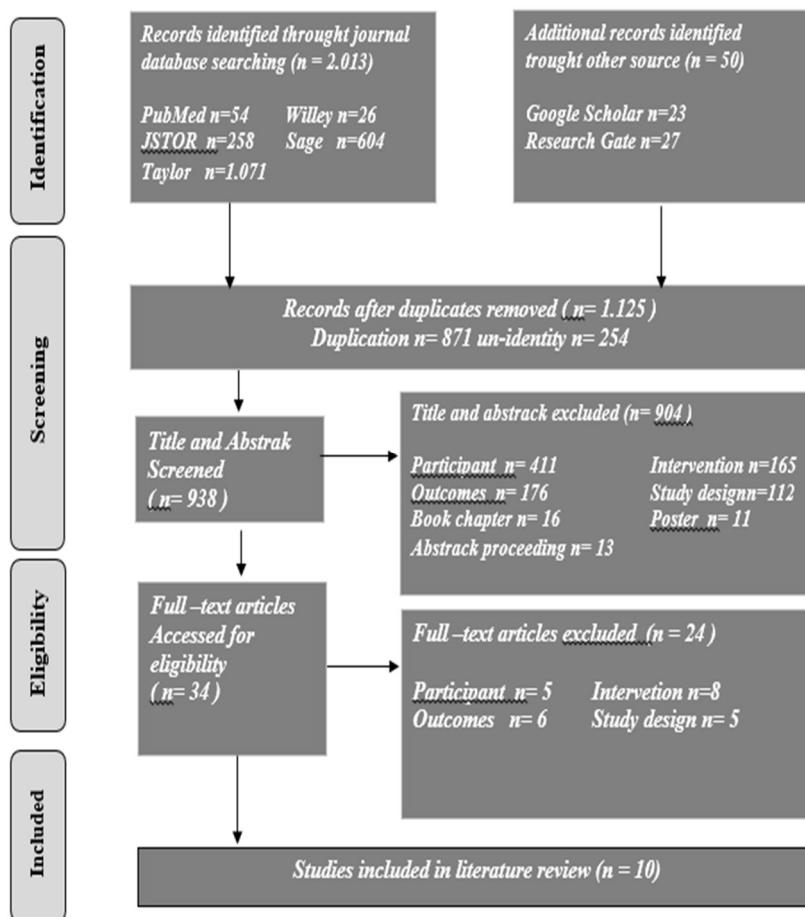 Identification
Records identified throught journal
database searching (n = 2.013)
PubMed n=54 Willey n=26
JSTOR n=258 Sage n=604
Taylor n=1.071
Additional records identified
trought other source (n = 50)
Google Scholar n=23
Research Gate n=27
Screening
Records after duplicates removed ( n= 1.125 )
Duplication n= 871 un-identity n= 254
Title and Abstrak
Screened
( n= 938)
Title and abstrack excluded (n= 904)
Participant n= 411 Intervention n=165
Outcomes n= 176 Study designn=112
Book chapter n= 16 Poster n= 11
Abstrack proceeding n= 13
Eligibility
Full –text articles
Accessed for
eligibility
( n= 34)
Full –text articles excluded (n = 24 )
Participant n= 5 Intervetion n=8
Outcomes n= 6 Study design n= 5
Included
Studies included in literature review (n = 10)